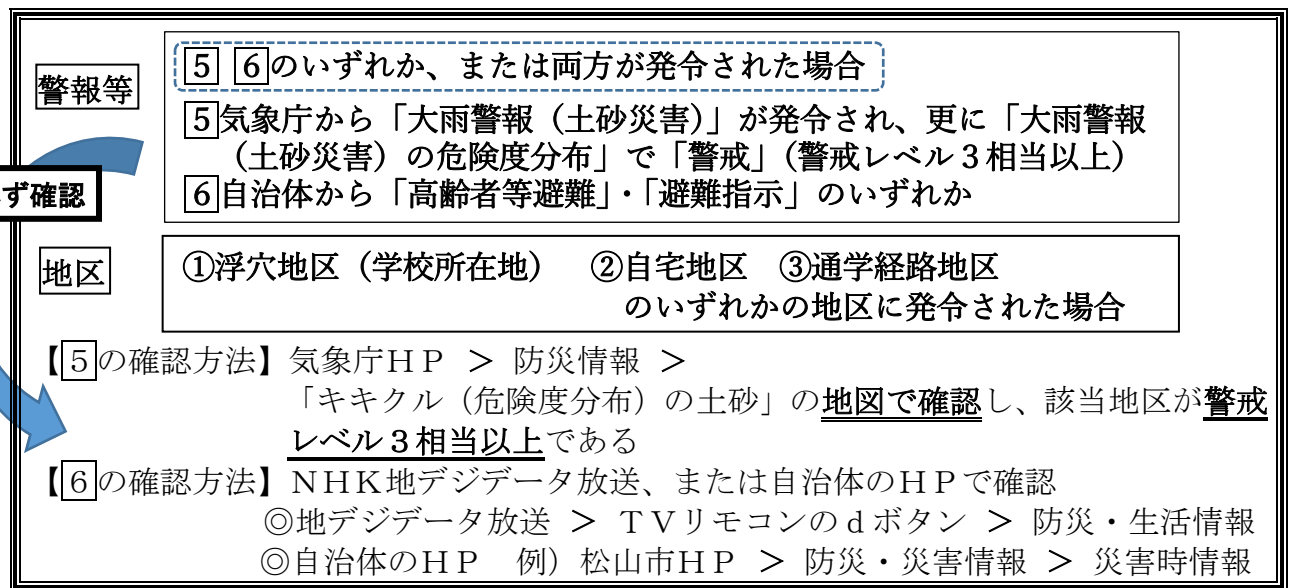 警報等
5 6のいずれか、または両方が発令された場合
5気象庁から「大雨警報（土砂災害）」が発令され、更に「大雨警報
（土砂災害）の危険度分布」で「警戒」（警戒レベル３相当以上）
6自治体から「高齢者等避難」・「避難指示」のいずれか
ず確認
地区
①浮穴地区（学校所在地）　②自宅地区　③通学経路地区
のいずれかの地区に発令された場合
【5の確認方法】気象庁ＨＰ ＞ 防災情報 ＞
「キキクル（危険度分布）の土砂」の地図で確認し、該当地区が警戒
レベル３相当以上である
【6の確認方法】ＮＨＫ地デジデータ放送、または自治体のＨＰで確認
◎地デジデータ放送 ＞ ＴＶリモコンのｄボタン ＞ 防災・生活情報
◎自治体のＨＰ　例）松山市ＨＰ ＞ 防災・災害情報 ＞ 災害時情報